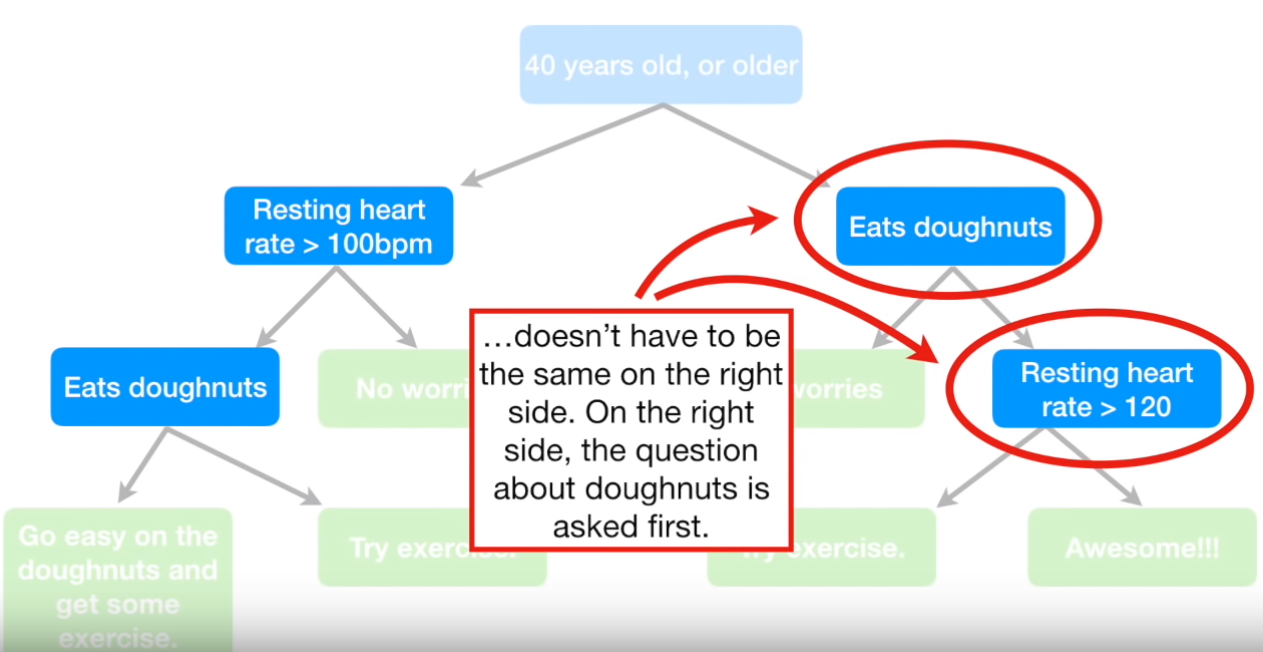 40 years old, or older
Resting heart
rate > 100bpm
Eats doughnuts
Eats doughnuts
No
…doesn’t have to be
the same on the right
side. On the right
side, the question
about doughnuts is
asked first.
Resting heart
rate > 120
Go easy on the
doughnuts and
get some
exercise.
Try
exercise.
Awesome!!!